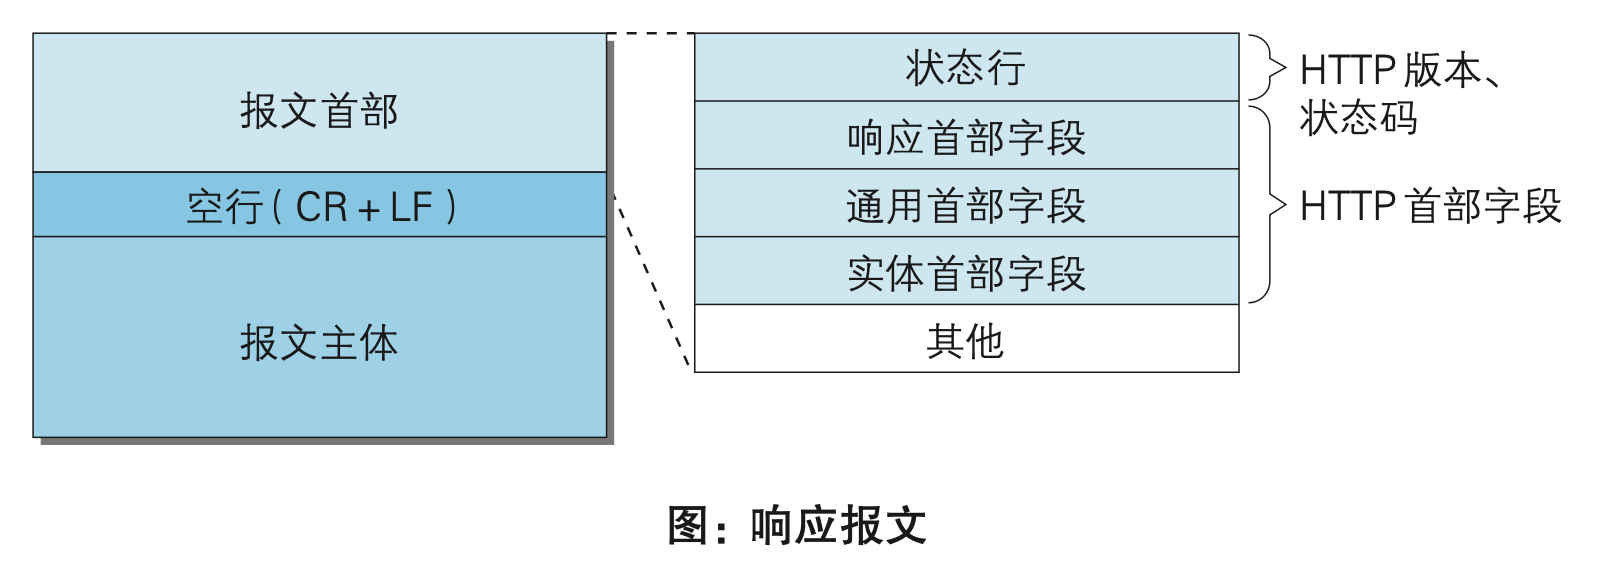 报文首部
空行(CR+LF)
报文主体
状态行
响应首部字段
通用首部字段
实体首部字段
其他
HTTP 版本、
状态码
HTTP 首部字段
图：响应报文